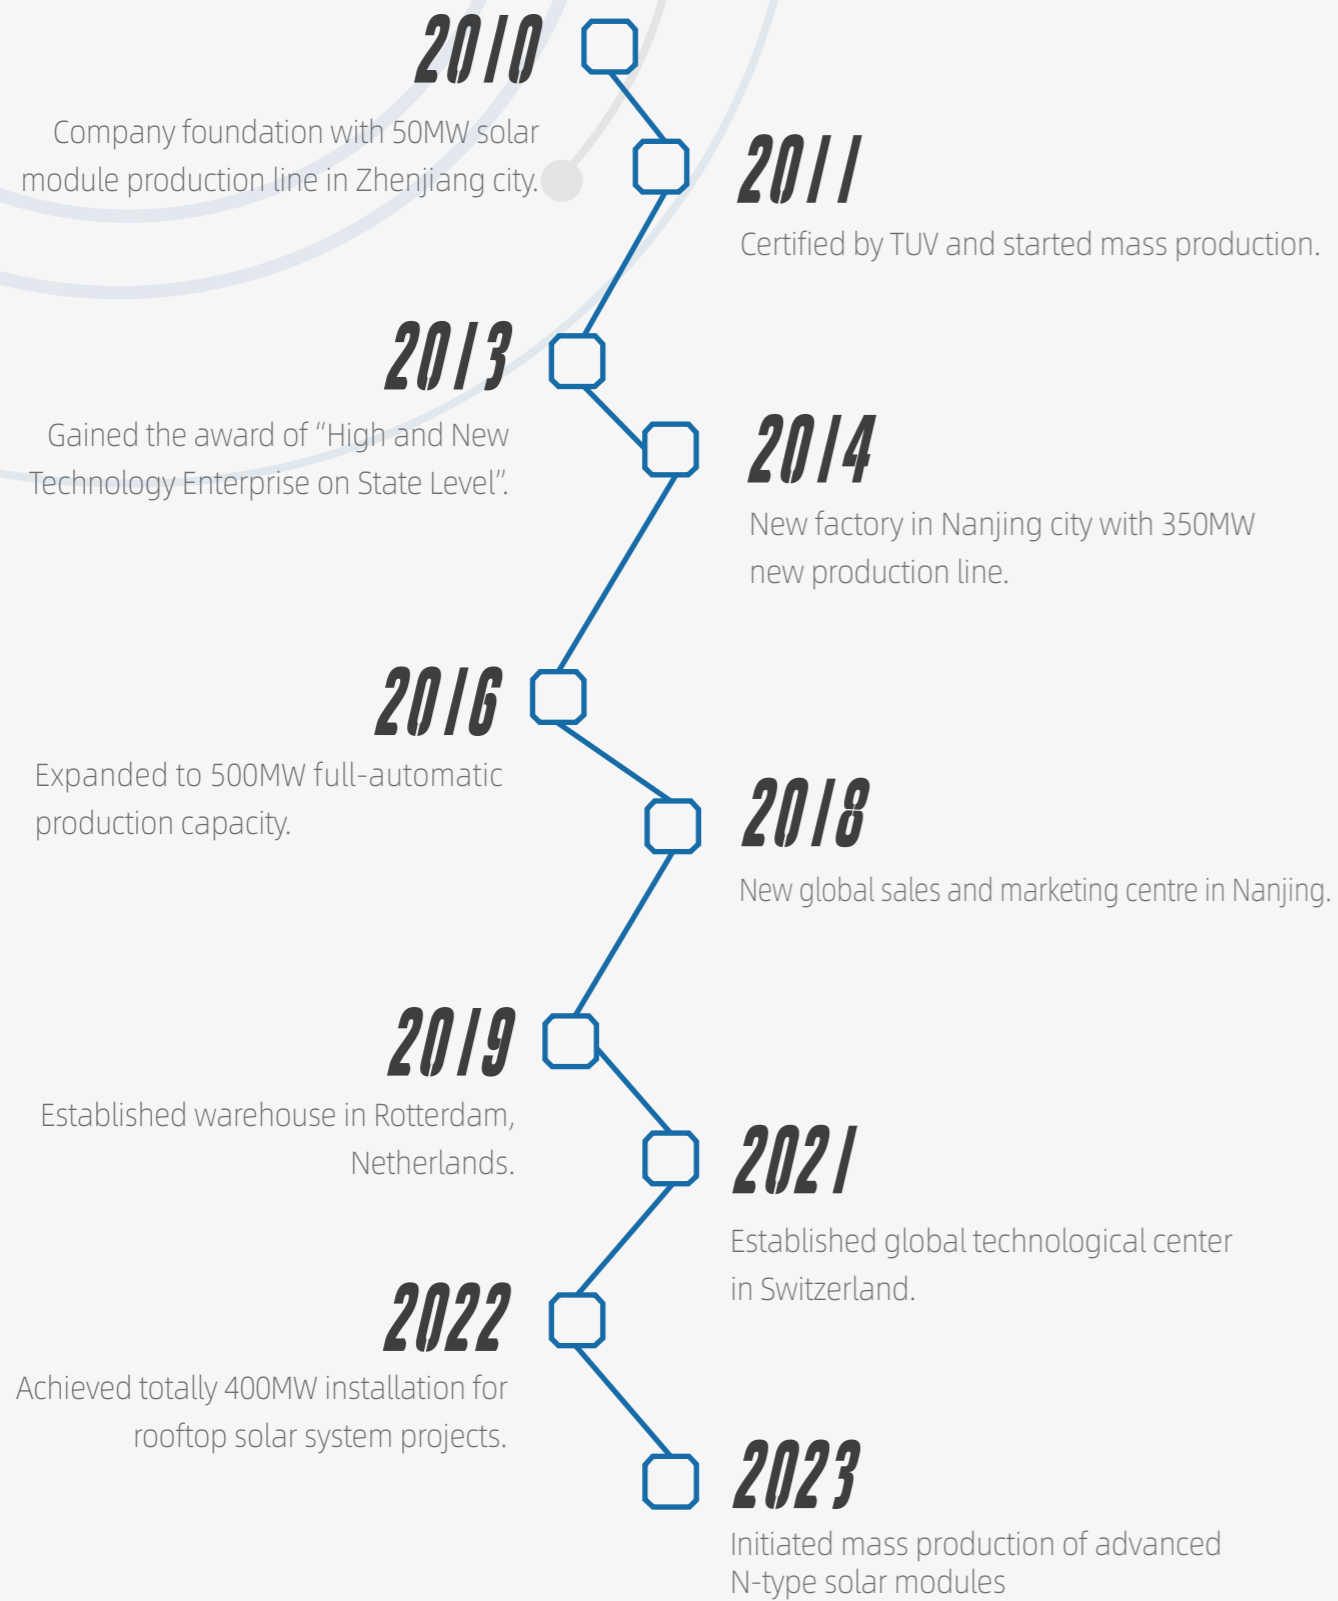 2010
Company foundation with 50MW solar
module production line in Zhenjiang city.
2011
Certified by TUV and started mass production.
2013
Gained the award of “High and New
Technology Enterprise on State Level”.
2014
New factory in Nanjing city with 350MW
new production line.
2016
Expanded to 500MW full-automatic
production capacity.
2018
New global sales and marketing centre in Nanjing.
2019
Established warehouse in Rotterdam,
Netherlands.
2021
Established global technological center
in Switzerland.
2022
Achieved totally 400MW installation for
rooftop solar system projects.
2023
Initiated mass production of advanced
N-type solar modules